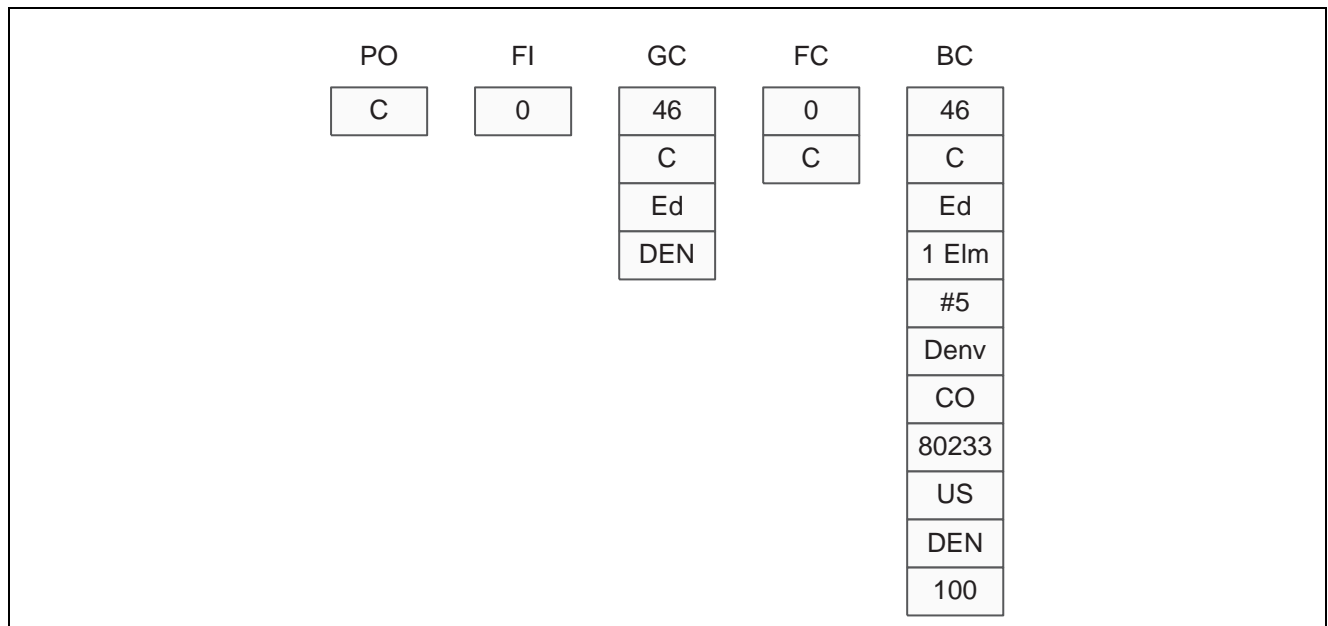 PO FI GC FC BC
C 0 46 0 46
C C C
Ed Ed
DEN 1 Elm
#5
Denv
CO
80233
US
DEN
100